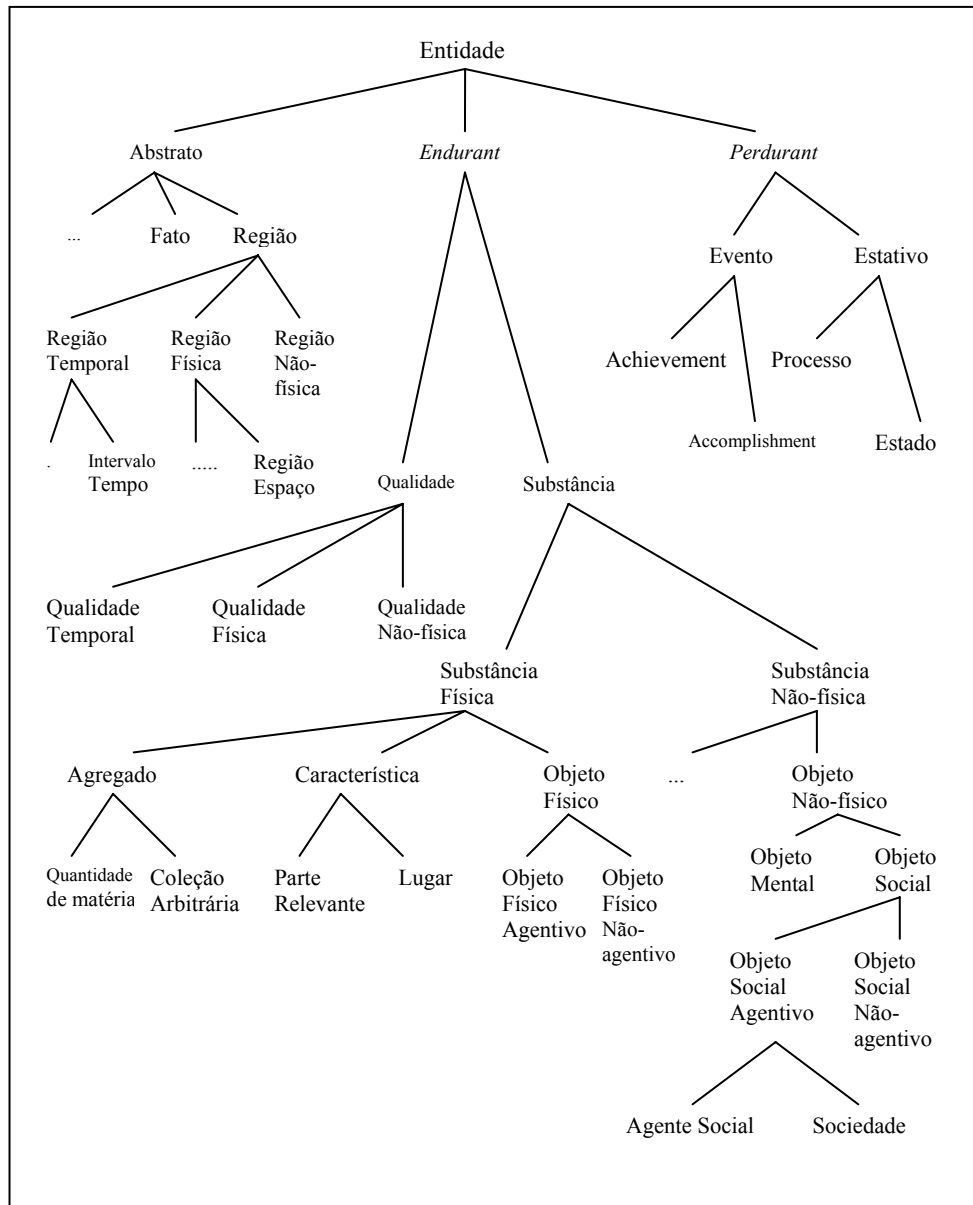 Entidade
Abstrato
Endurant
Perdurant
...
Fato
Região
Evento
Estativo
Região
Temporal
Região
Física
Região
Não-
física
Achievement
Processo
.
Intervalo
Tempo
.....
Região
Espaço
Accomplishment
Estado
Qualidade
Substância
Qualidade
Temporal
Qualidade
Física
Qualidade
Não-física
Substância
Física
Substância
Não-física
Agregado
Característica
Objeto
Físico
...
Objeto
Não-físico
Quantidade
de matéria
Coleção
Arbitrária
Parte
Relevante
Lugar
Objeto
Físico
Agentivo
Objeto
Físico
Não-
agentivo
Objeto
Mental
Objeto
Social
Objeto
Social
Agentivo
Objeto
Social
Não-
agentivo
Agente Social
Sociedade